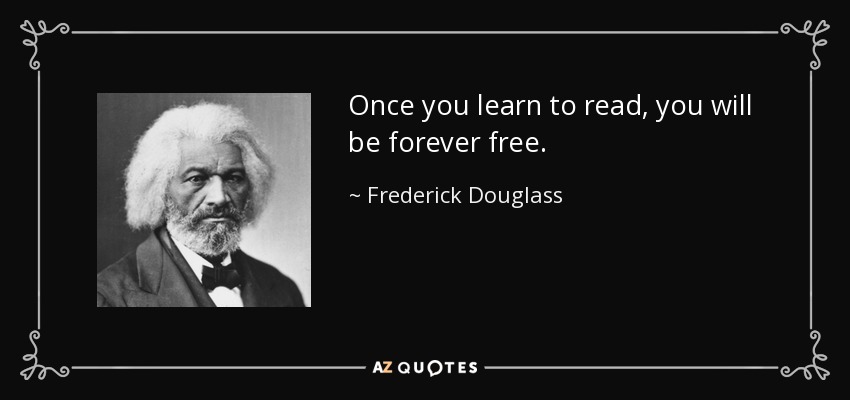 Once you learn to read, you will
be forever free.
~ Frederick Douglass
AZ QUOTES